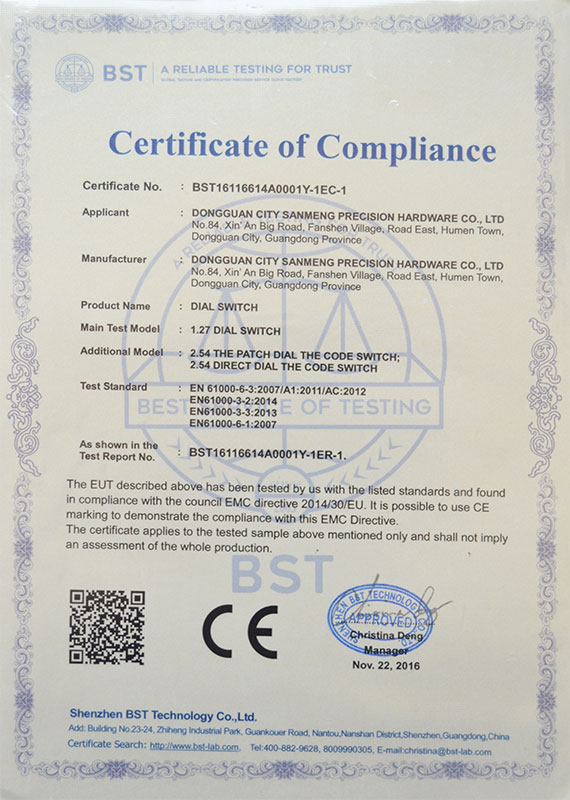 BST A RELIABLE TESTING FOR TRUST
Certificate of Compliance
Certificate No. : BST16116614A0001Y-1EC-1
Applicant : DONGGUAN CITY SANMENG PRECISION HARDWARE CO., LTD
No.84, Xin' An Big Road, Fanshen Village, Road East, Humen Town,
Dongguan City, Guangdong Province
Manufacturer : DONGGUAN CITY SANMENG PRECISION HARDWARE CO., LTD
No.84, Xin' An Big Road, Fanshen Village, Road East, Humen Town,
Dongguan City, Guangdong Province
Product Name : DIAL SWITCH
Main Test Model : 1.27 DIAL SWITCH
Additional Model : 2.54 THE PATCH DIAL THE CODE SWITCH;
2.54 DIRECT DIAL THE CODE SWITCH
Test Standard : EN 61000-6-3:2007/A1:2011/AC:2012
EN61000-3-2:2014
EN61000-3-3:2013
EN61000-6-1:2007
BEST OF TESTING
As shown in the
Test Report No. : BST16116614A0001Y-1ER-1.
The EUT described above has been tested by us with the listed standards and found
in compliance with the council EMC directive 2014/30/EU. It is possible to use CE
marking to demonstrate the compliance with this EMC Directive.
The certificate applies to the tested sample above mentioned only and shall not imply
an assessment of the whole production.
BST
CE
SHENZHEN BST TECHNOLOGY CO.,LTD
APPROVED
Christina Deng
Manager
Nov. 22, 2016
Shenzhen BST Technology Co.,Ltd.
Add: Building No.23-24, Zhiheng Industrial Park, Guankouer Road, Nantou,Nanshan District,Shenzhen,Guangdong,China
Certificate Search: http://www.bst-lab.com, Tel:400-882-9628, 8009990305, E-mail:christina@bst-lab.com